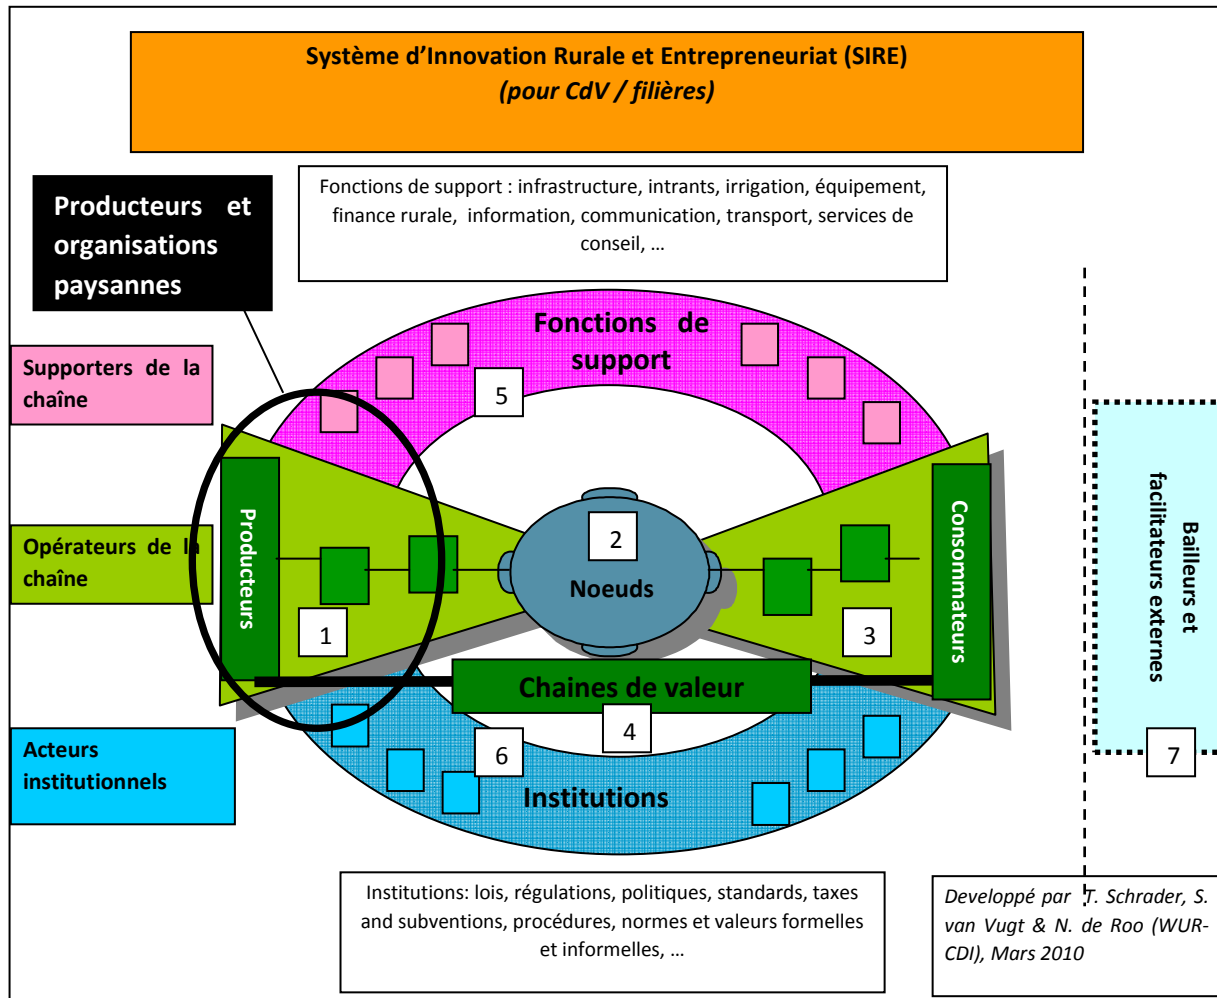 Système d’Innovation Rurale et Entrepreneuriat (SIRE)
(pour CdV / filières)
Fonctions de support : infrastructure, intrants, irrigation, équipement,
finance rurale, information, communication, transport, services de
conseil, …
Producteurs et
organisations
paysannes
Fonctions de
support
Supporters de la
chaîne
5
Opérateurs de la
chaîne
Producteurs
1
2
Noeuds
3
Consommateurs
Bailleurs et
facilitateurs externes
7
Chaines de valeur
4
Acteurs
institutionnels
6
Institutions
Institutions: lois, régulations, politiques, standards, taxes
and subventions, procédures, normes et valeurs formelles
et informelles, …
Developpé par T. Schrader, S.
van Vugt & N. de Roo (WUR-
CDI), Mars 2010